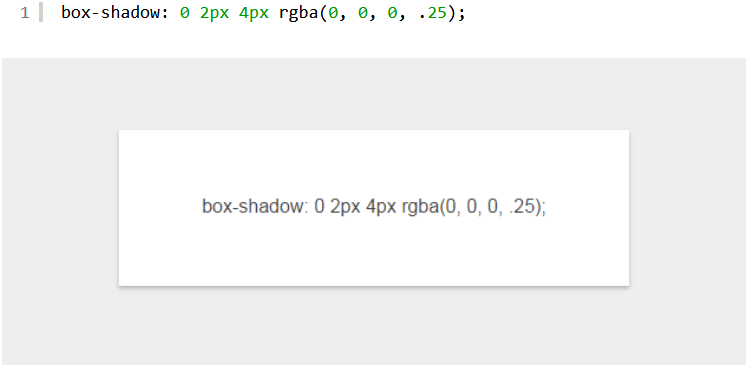 1 box-shadow: 0 2px 4px rgba(0, 0, 0, .25);
box-shadow: 0 2px 4px rgba(0, 0, 0, .25);